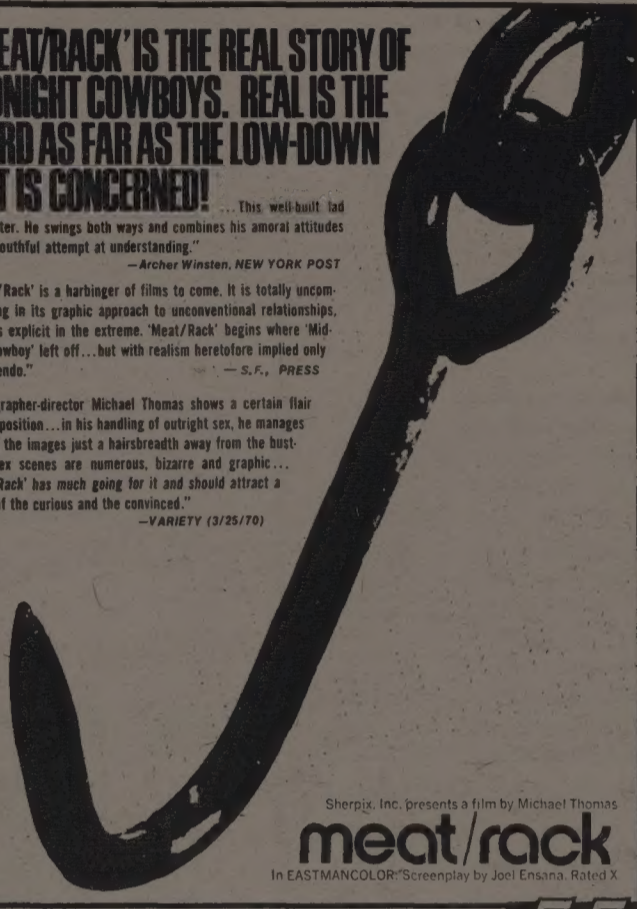 EAT/RACK' IS THE REAL STORY OF
NIGHT COWBOYS. REAL IS THE
RD AS FAR AS THE LOW-DOWN
T IS CONCERNED!
...This well-built lad
ter. He swings both ways and combines his amoral attitudes
outhful attempt at understanding."
—Archer Winsten, NEW YORK POST
/Rack' is a harbinger of films to come. It is totally uncom-
ng in its graphic approach to unconventional relationships,
s explicit in the extreme. 'Meat/Rack' begins where 'Mid-
owboy' left off...but with realism heretofore implied only
endo."
— S.F., PRESS
rapher-director Michael Thomas shows a certain flair
position...in his handling of outright sex, he manages
the images just a hairsbreadth away from the bust-
ex scenes are numerous, bizarre and graphic...
Rack' has much going for it and should attract a
f the curious and the convinced."
—VARIETY (3/25/70)
Sherpix, Inc. presents a film by Michael Thomas
meat/rack
In EASTMANCOLOR. Screenplay by Joel Ensana. Rated X